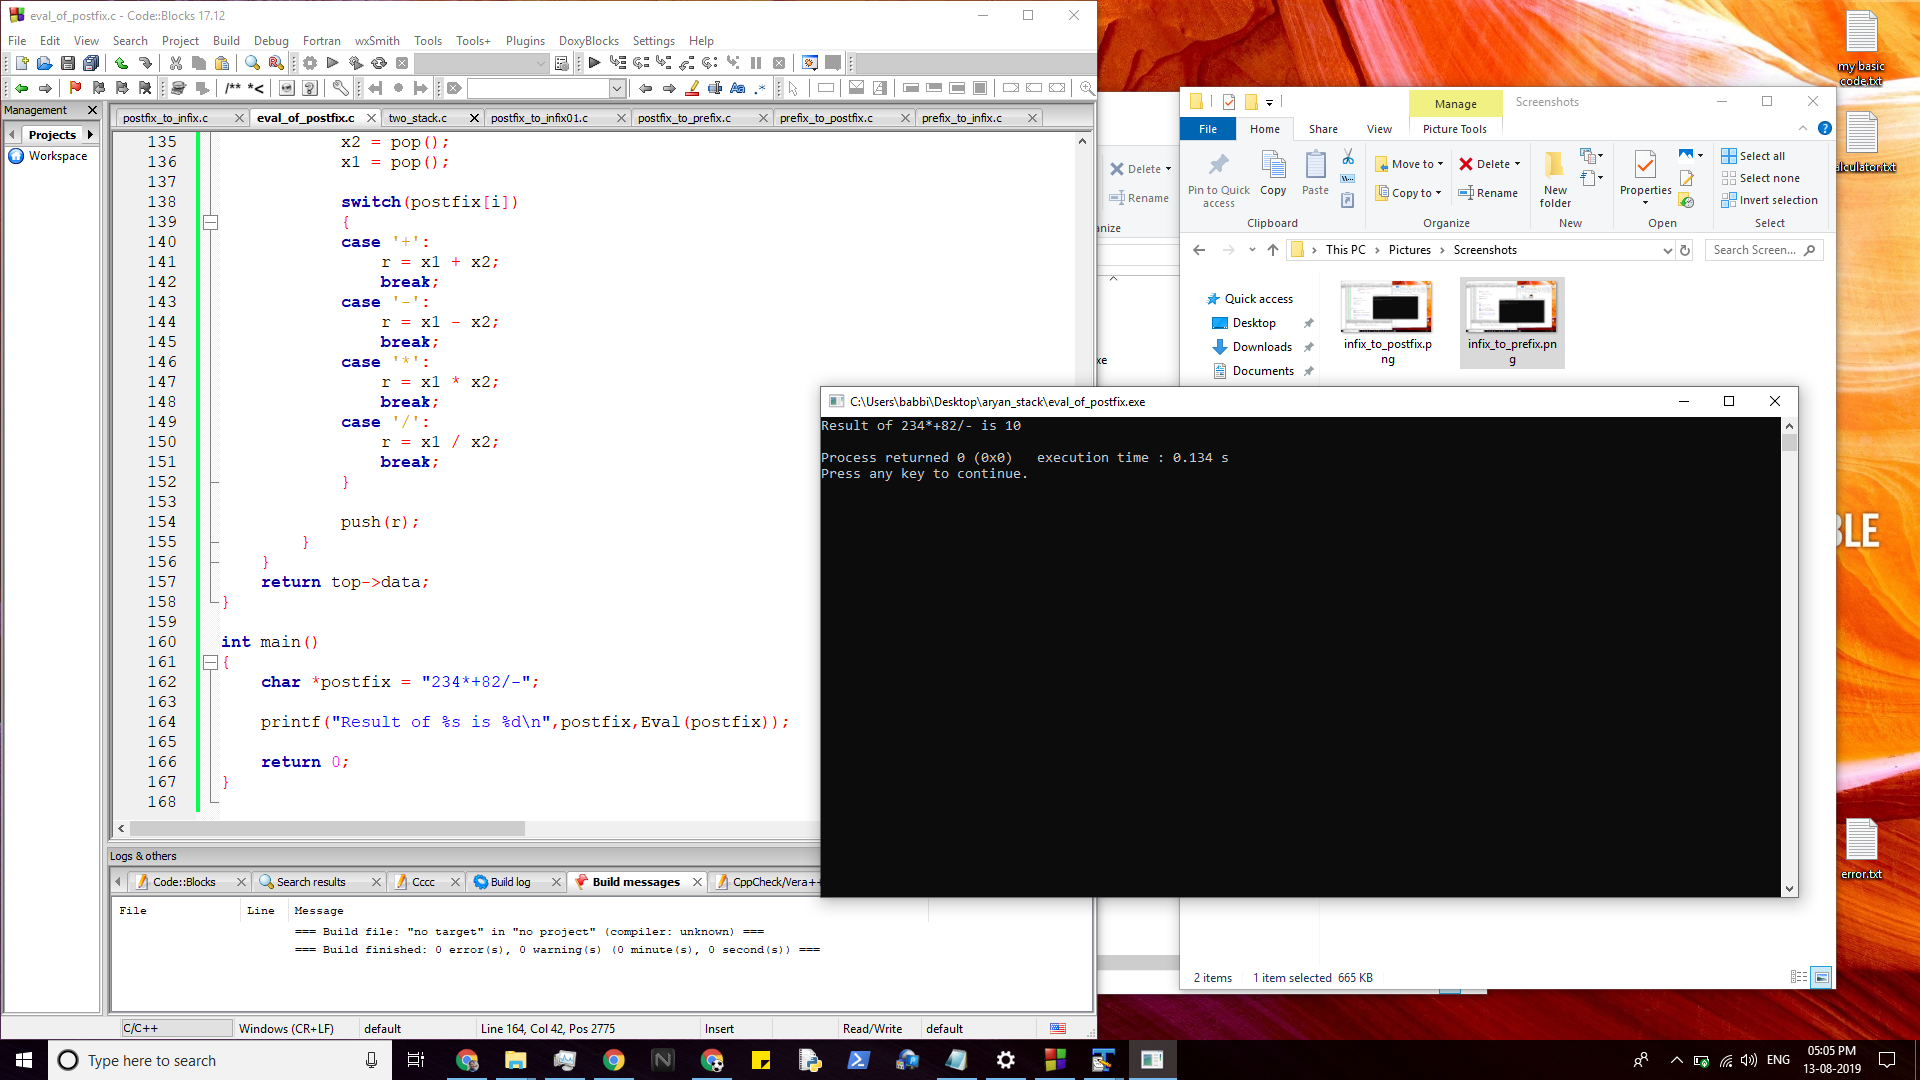 eval_of_postfix.c - Code::Blocks 17.12
File Edit View Search Project Build Debug Fortran wxSmith Tools Tools+ Plugins DoxyBlocks Settings Help
/** *<
Management
Projects
Workspace
postfix_to_infix.c eval_of_postfix.c two_stack.c postfix_to_infix01.c postfix_to_prefix.c prefix_to_postfix.c prefix_to_infix.c
135 x2 = pop();
136 x1 = pop();
137
138 switch(postfix[i])
139 {
140 case '+':
141 r = x1 + x2;
142 break;
143 case '-':
144 r = x1 - x2;
145 break;
146 case '*':
147 r = x1 * x2;
148 break;
149 case '/':
150 r = x1 / x2;
151 break;
152 }
153
154 push(r);
155 }
156 }
157 return top->data;
158 }
159
160 int main()
161 {
162 char *postfix = "234*+82/-";
163
164 printf("Result of %s is %d\n",postfix,Eval(postfix));
165
166 return 0;
167 }
168
Logs & others
Code::Blocks Search results Cccc Build log Build messages CppCheck/Vera++
File Line Message
=== Build file: "no target" in "no project" (compiler: unknown) ===
=== Build finished: 0 error(s), 0 warning(s) (0 minute(s), 0 second(s)) ===
C/C++ Windows (CR+LF) default Line 164, Col 42, Pos 2775 Insert Read/Write default
Delete
Rename
nize
xe
Manage
Screenshots
File Home Share View Picture Tools
Pin to Quick access
Copy
Paste
Clipboard
Move to
Copy to
Delete
Rename
Organize
New folder
New
Properties
Open
Select all
Select none
Invert selection
Select
This PC Pictures Screenshots
Search Screen...
Quick access
Desktop
Downloads
Documents
infix_to_postfix.p
ng
infix_to_prefix.pn
g
2 items 1 item selected 665 KB
C:\Users\babbi\Desktop\aryan_stack\eval_of_postfix.exe
Result of 234*+82/- is 10
Process returned 0 (0x0) execution time : 0.134 s
Press any key to continue.
my basic
code.txt
alculator.txt
BLE
error.txt
Type here to search
ENG
05:05 PM
13-08-2019